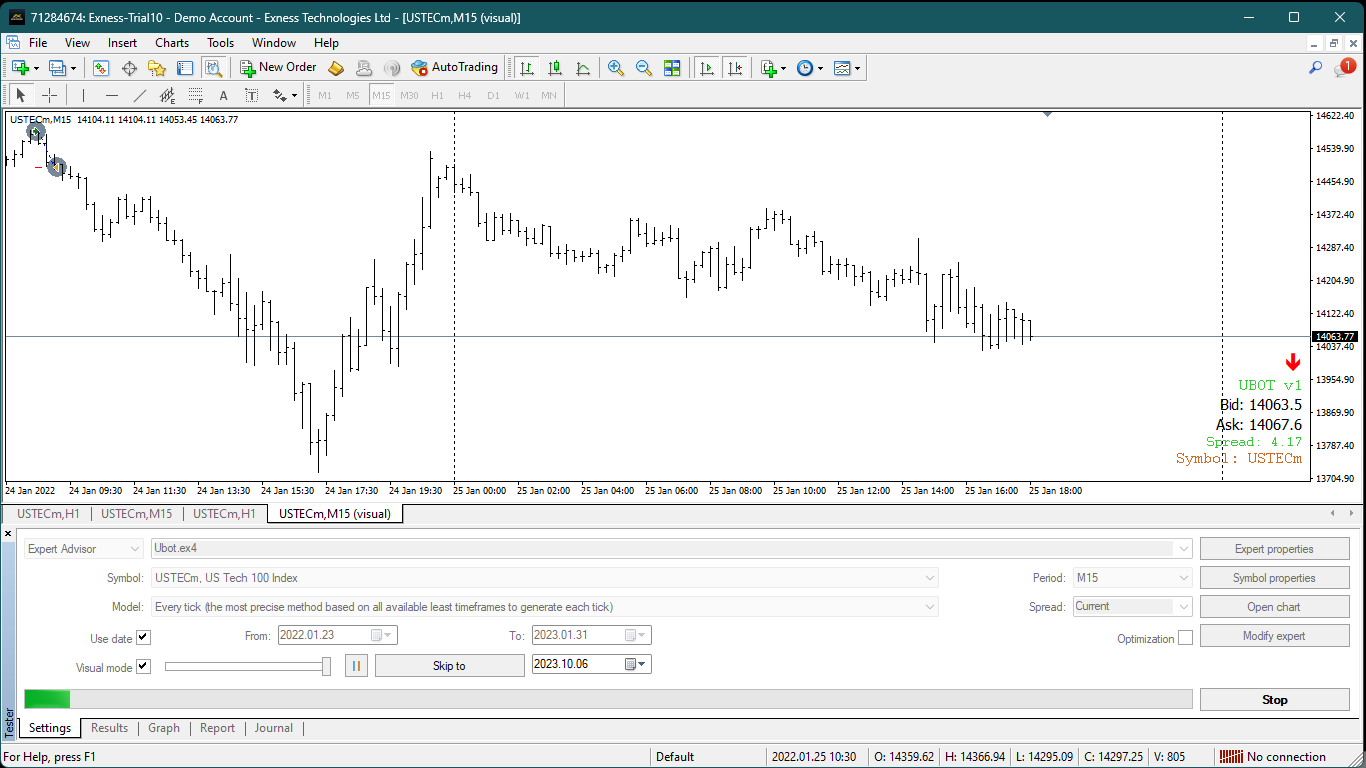 71284674: Exness-Trial10 - Demo Account - Exness Technologies Ltd - [USTECm,M15 (visual)]
File View Insert Charts Tools Window Help
New Order AutoTrading 1
A T M1 M5 M15 M30 H1 H4 D1 W1 MN
USTECm,M15 14104.11 14104.11 14053.45 14063.77
14622.40
14539.90
14454.90
14372.40
14287.40
14204.90
14122.40
14063.77
14037.40
13954.90
13869.90
13787.40
13704.90
UBOT v1
Bid: 14063.5
Ask: 14067.6
Spread: 4.17
Symbol: USTECm
24 Jan 2022 24 Jan 09:30 24 Jan 11:30 24 Jan 13:30 24 Jan 15:30 24 Jan 17:30 24 Jan 19:30 25 Jan 00:00 25 Jan 02:00 25 Jan 04:00 25 Jan 06:00 25 Jan 08:00 25 Jan 10:00 25 Jan 12:00 25 Jan 14:00 25 Jan 16:00 25 Jan 18:00
USTECm,H1 USTECm,M15 USTECm,H1 USTECm,M15 (visual)
Expert Advisor Ubot.ex4 Expert properties
Symbol: USTECm, US Tech 100 Index Period: M15 Symbol properties
Model: Every tick (the most precise method based on all available least timeframes to generate each tick) Spread: Current Open chart
Use date From: 2022.01.23 To: 2023.01.31 Optimization Modify expert
Visual mode Skip to 2023.10.06
Stop
Tester
Settings Results Graph Report Journal
For Help, press F1 Default 2022.01.25 10:30 O: 14359.62 H: 14366.94 L: 14295.09 C: 14297.25 V: 805 No connection